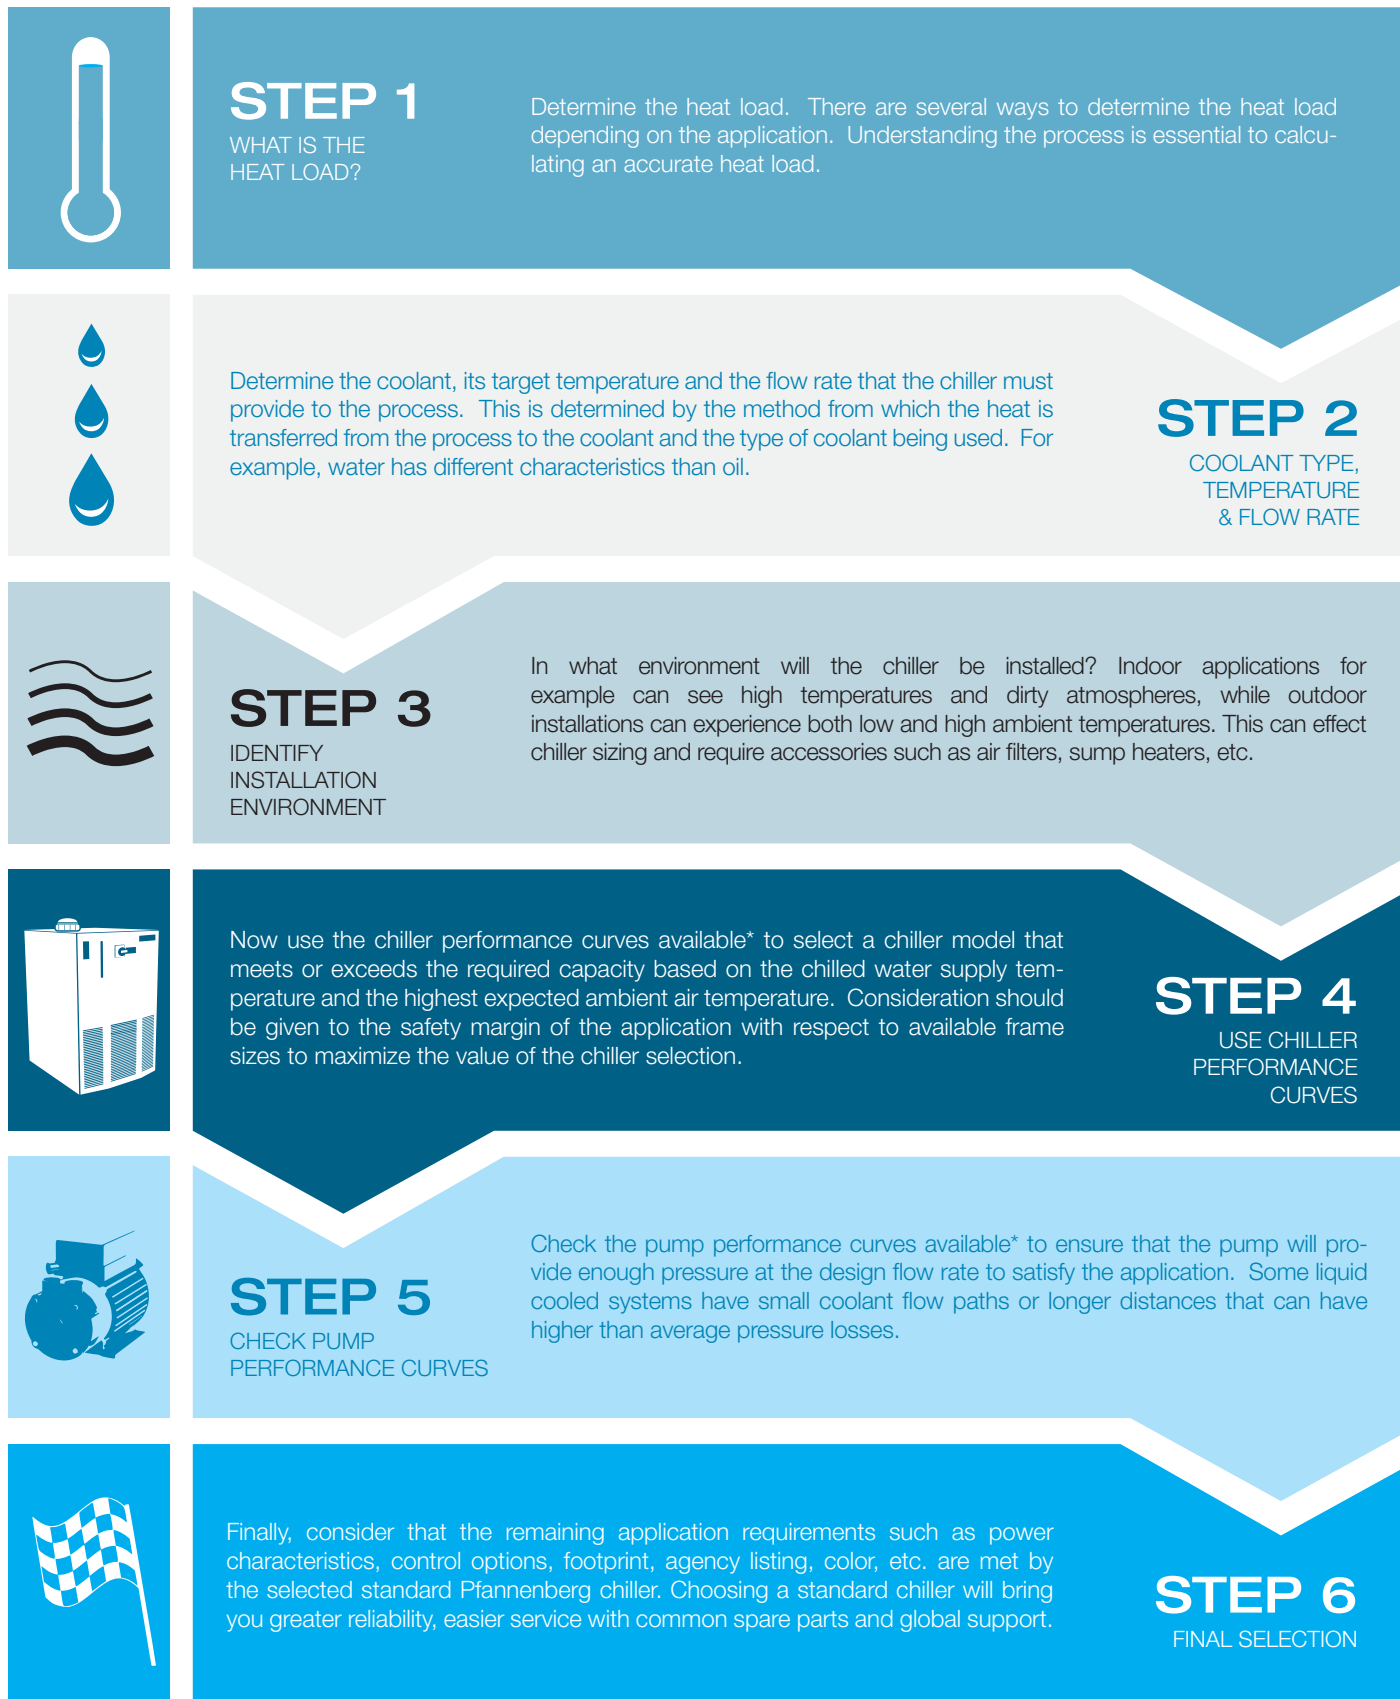 STEP 1
WHAT IS THE
HEAT LOAD?
Determine the heat load. There are several ways to determine the heat load
depending on the application. Understanding the process is essential to calcu-
lating an accurate heat load.
Determine the coolant, its target temperature and the flow rate that the chiller must
provide to the process. This is determined by the method from which the heat is
transferred from the process to the coolant and the type of coolant being used. For
example, water has different characteristics than oil.
STEP 2
COOLANT TYPE,
TEMPERATURE
& FLOW RATE
STEP 3
IDENTIFY
INSTALLATION
ENVIRONMENT
In what environment will the chiller be installed? Indoor applications for
example can see high temperatures and dirty atmospheres, while outdoor
installations can experience both low and high ambient temperatures. This can effect
chiller sizing and require accessories such as air filters, sump heaters, etc.
Now use the chiller performance curves available* to select a chiller model that
meets or exceeds the required capacity based on the chilled water supply tem-
perature and the highest expected ambient air temperature. Consideration should
be given to the safety margin of the application with respect to available frame
sizes to maximize the value of the chiller selection.
STEP 4
USE CHILLER
PERFORMANCE
CURVES
STEP 5
CHECK PUMP
PERFORMANCE CURVES
Check the pump performance curves available* to ensure that the pump will pro-
vide enough pressure at the design flow rate to satisfy the application. Some liquid
cooled systems have small coolant flow paths or longer distances that can have
higher than average pressure losses.
Finally, consider that the remaining application requirements such as power
characteristics, control options, footprint, agency listing, color, etc. are met by
the selected standard Pfannenberg chiller. Choosing a standard chiller will bring
you greater reliability, easier service with common spare parts and global support.
STEP 6
FINAL SELECTION